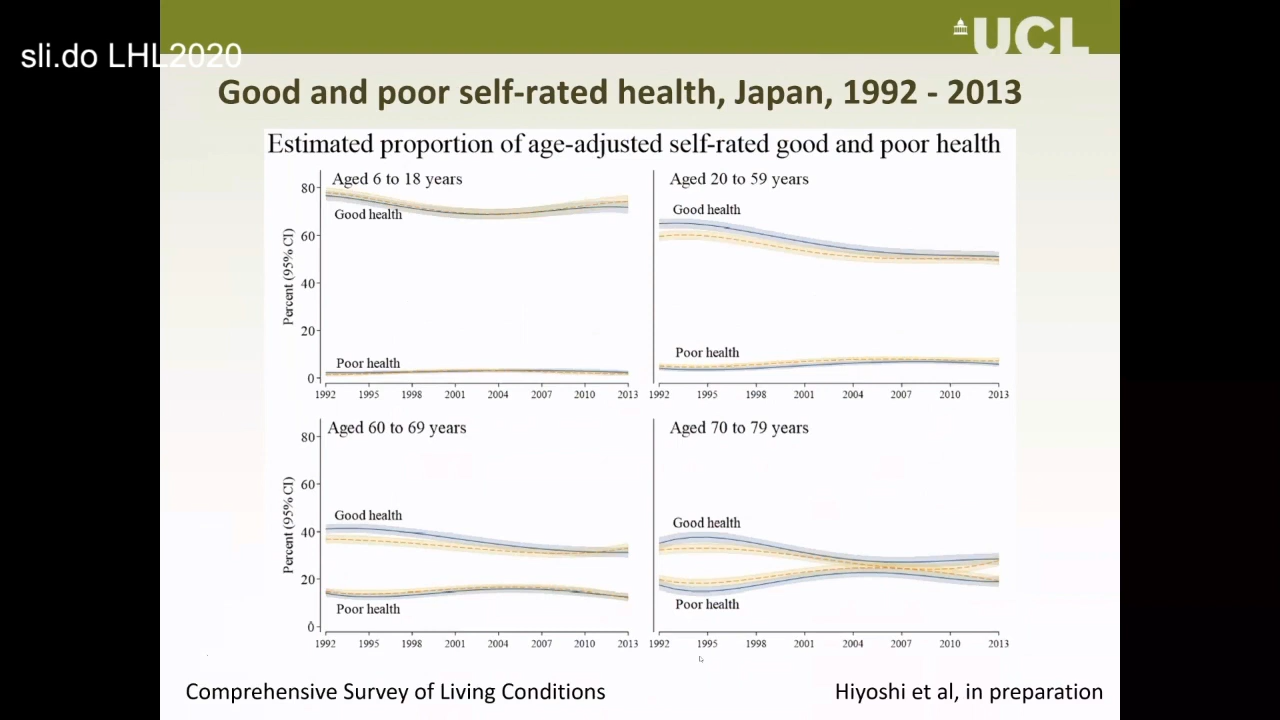 UCL
sli.do LHL2020
Good and poor self-rated health, Japan, 1992 - 2013
Estimated proportion of age-adjusted self-rated good and poor health
Aged 6 to 18 years
80
60
40
20
0
Percent (95% CI)
Good health
Poor health
1992 1995 1998 2001 2004 2007 2010 2013
Aged 20 to 59 years
Good health
Poor health
1992 1995 1998 2001 2004 2007 2010 2013
Aged 60 to 69 years
80
60
40
20
0
Percent (95% CI)
Good health
Poor health
1992 1995 1998 2001 2004 2007 2010 2013
Aged 70 to 79 years
Good health
Poor health
1992 1995 1998 2001 2004 2007 2010 2013
Comprehensive Survey of Living Conditions
Hiyoshi et al, in preparation